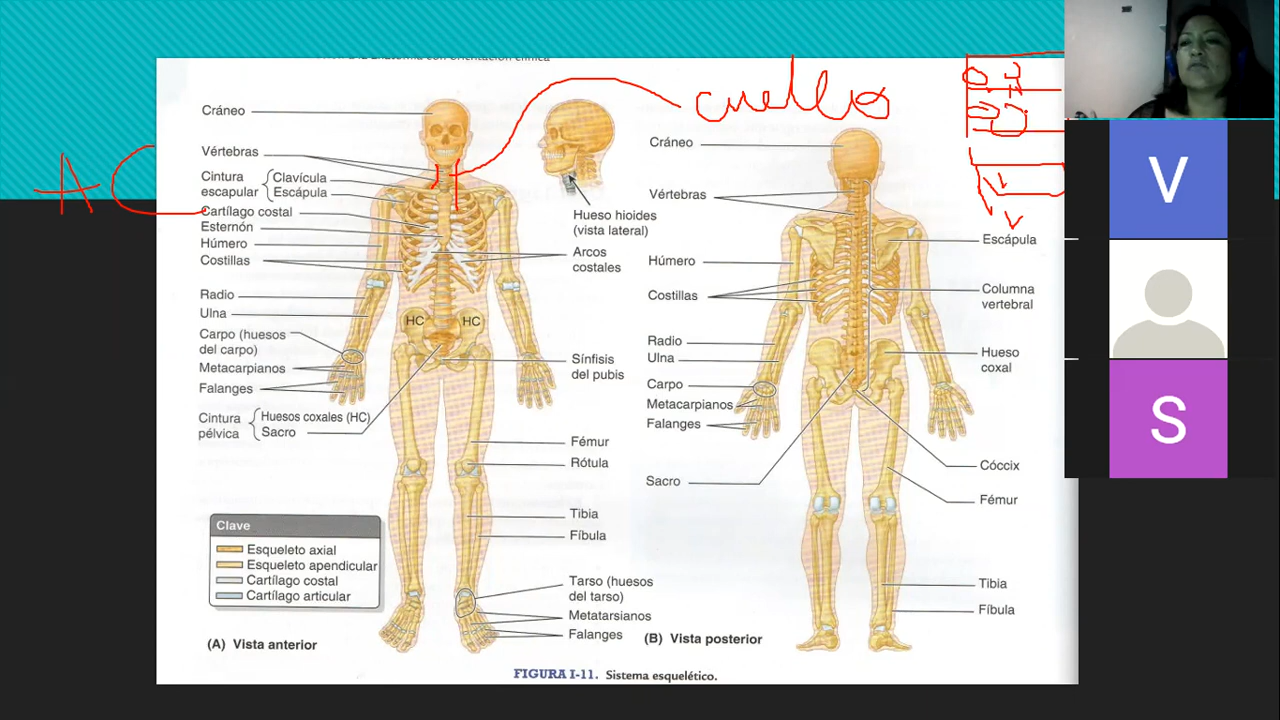 Cráneo
Vértebras
Cintura escapular
Clavícula
Escápula
Cartílago costal
Esternón
Húmero
Costillas
Radio
Ulna
Carpo (huesos
del carpo)
Metacarpianos
Falanges
Cintura
pélvica
Huesos coxales (HC)
Sacro
HC
HC
Hueso hioides
(vista lateral)
Arcos
costales
Sínfisis
del pubis
Fémur
Rótula
Tibia
Fíbula
Tarso (huesos
del tarso)
Metatarsianos
Falanges
Clave
Esqueleto axial
Esqueleto apendicular
Cartílago costal
Cartílago articular
(A) Vista anterior
cuello
AC
Cráneo
Vértebras
Húmero
Costillas
Radio
Ulna
Carpo
Metacarpianos
Falanges
Sacro
Escápula
Columna
vertebral
Hueso
coxal
Cóccix
Fémur
Tibia
Fíbula
(B) Vista posterior
FIGURA I-11. Sistema esquelético.
V
S